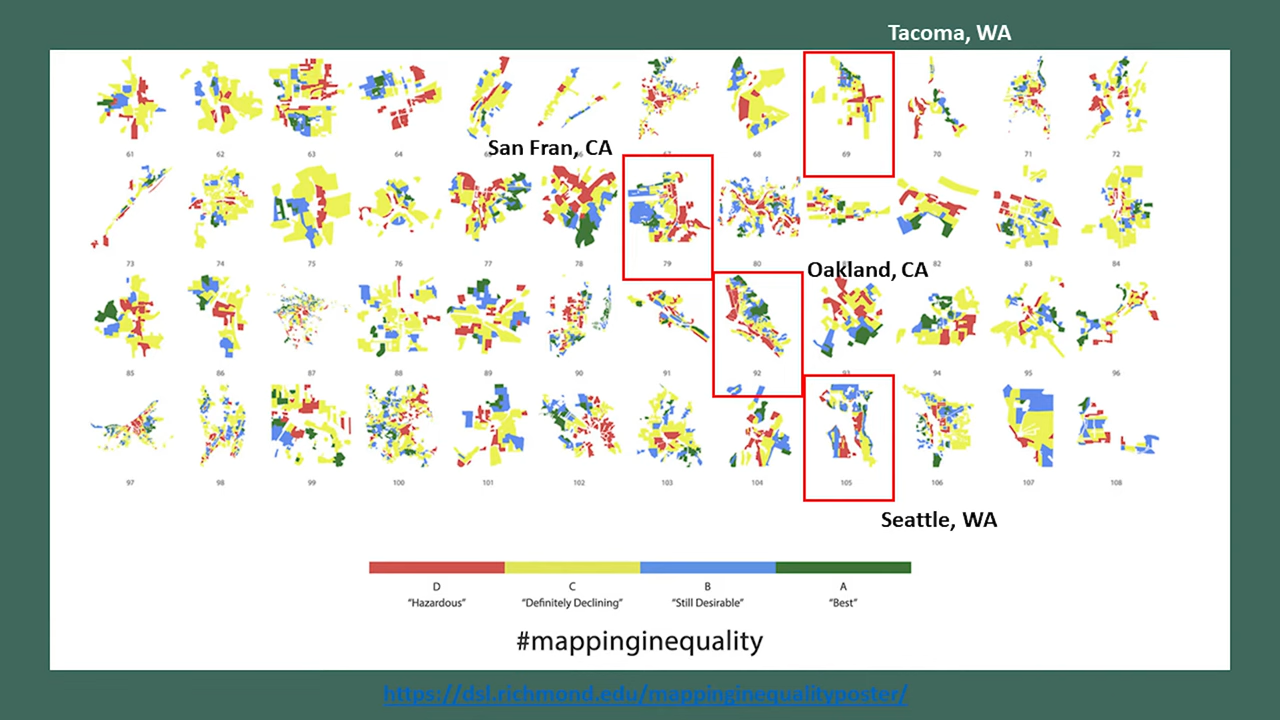 Tacoma, WA
61 62 63 64 65 66 67 68 69 70 71 72
San Fran, CA
73 74 75 76 77 78 79 80 82 83 84
Oakland, CA
85 86 87 88 89 90 91 92 93 94 95 96
97 98 99 100 101 102 103 104 105 106 107 108
Seattle, WA
D C B A
“Hazardous” “Definitely Declining” “Still Desirable” “Best”
#mappinginequality
https://dsl.richmond.edu/mappinginequalityposter/